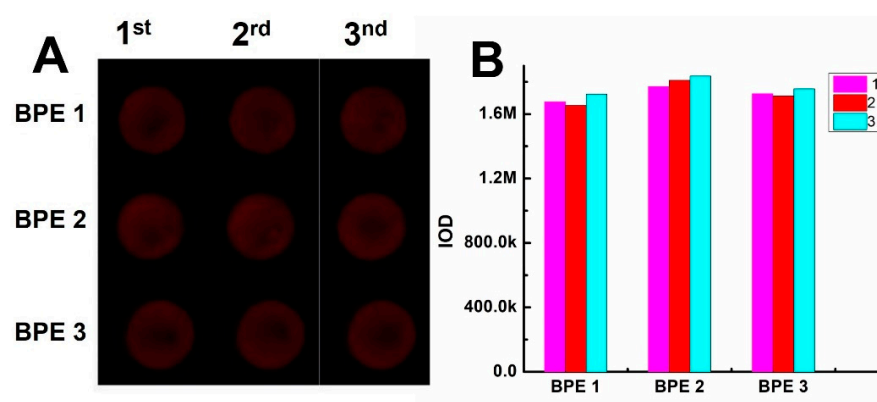 A
1st 2rd 3nd
BPE 1
BPE 2
BPE 3
B
1
2
3
1.6M
1.2M
800.0k
400.0k
0.0
IOD
BPE 1 BPE 2 BPE 3